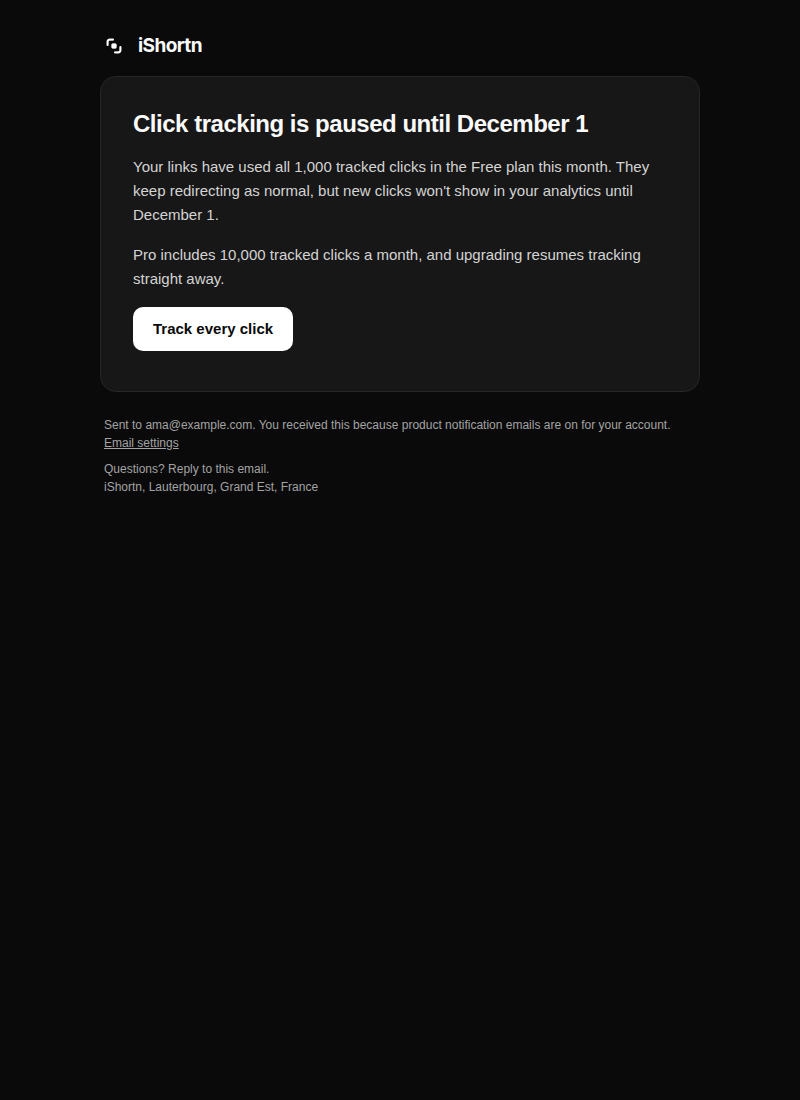 iShortn
Click tracking is paused until December 1
Your links have used all 1,000 tracked clicks in the Free plan this month. They
keep redirecting as normal, but new clicks won't show in your analytics until
December 1.
Pro includes 10,000 tracked clicks a month, and upgrading resumes tracking
straight away.
Track every click
Sent to ama@example.com. You received this because product notification emails are on for your account.
Email settings
Questions? Reply to this email.
iShortn, Lauterbourg, Grand Est, France